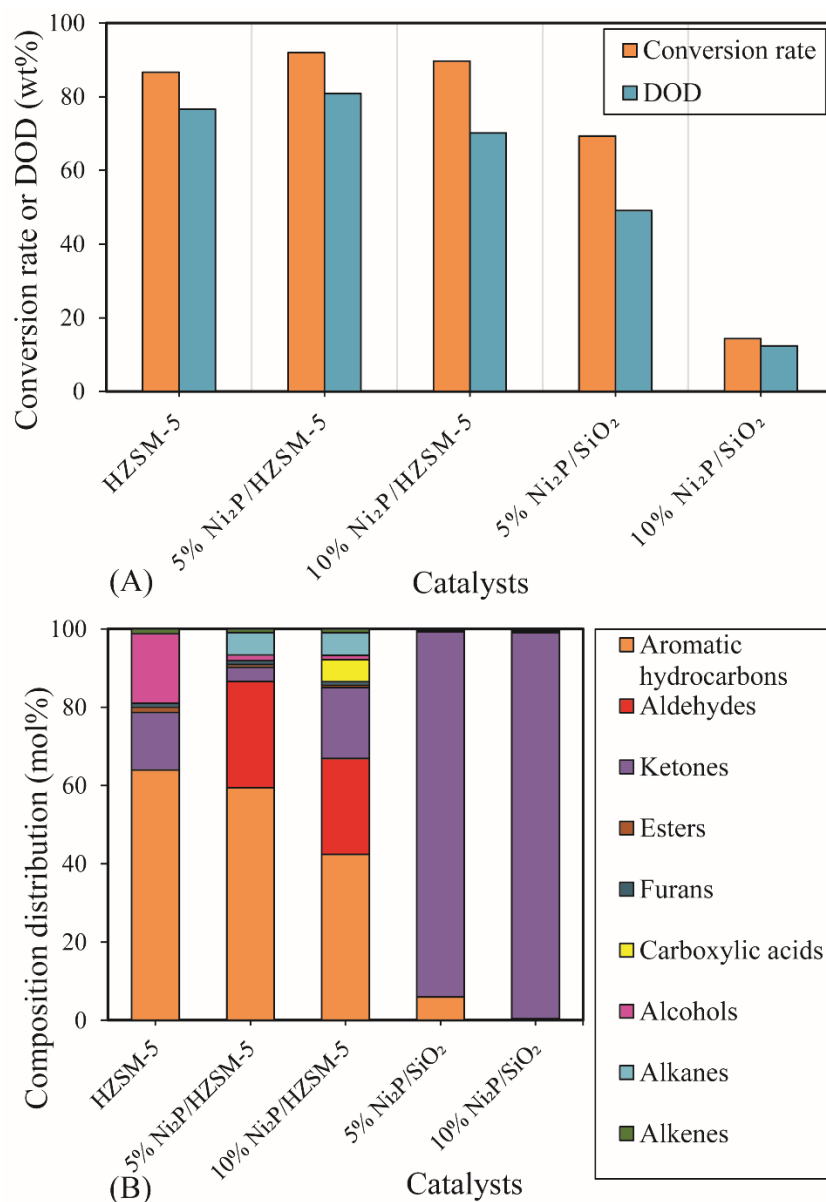 100
80
60
40
20
0
Conversion rate or DOD (wt%)
Conversion rate
DOD
HZSM-5
5% Ni₂P/HZSM-5
10% Ni₂P/HZSM-5
5% Ni₂P/SiO₂
10% Ni₂P/SiO₂
(A)
Catalysts
100
80
60
40
20
0
Composition distribution (mol%)
Aromatic
hydrocarbons
Aldehydes
Ketones
Esters
Furans
Carboxylic acids
Alcohols
Alkanes
Alkenes
HZSM-5
5% Ni₂P/HZSM-5
10% Ni₂P/HZSM-5
5% Ni₂P/SiO₂
10% Ni₂P/SiO₂
(B)
Catalysts